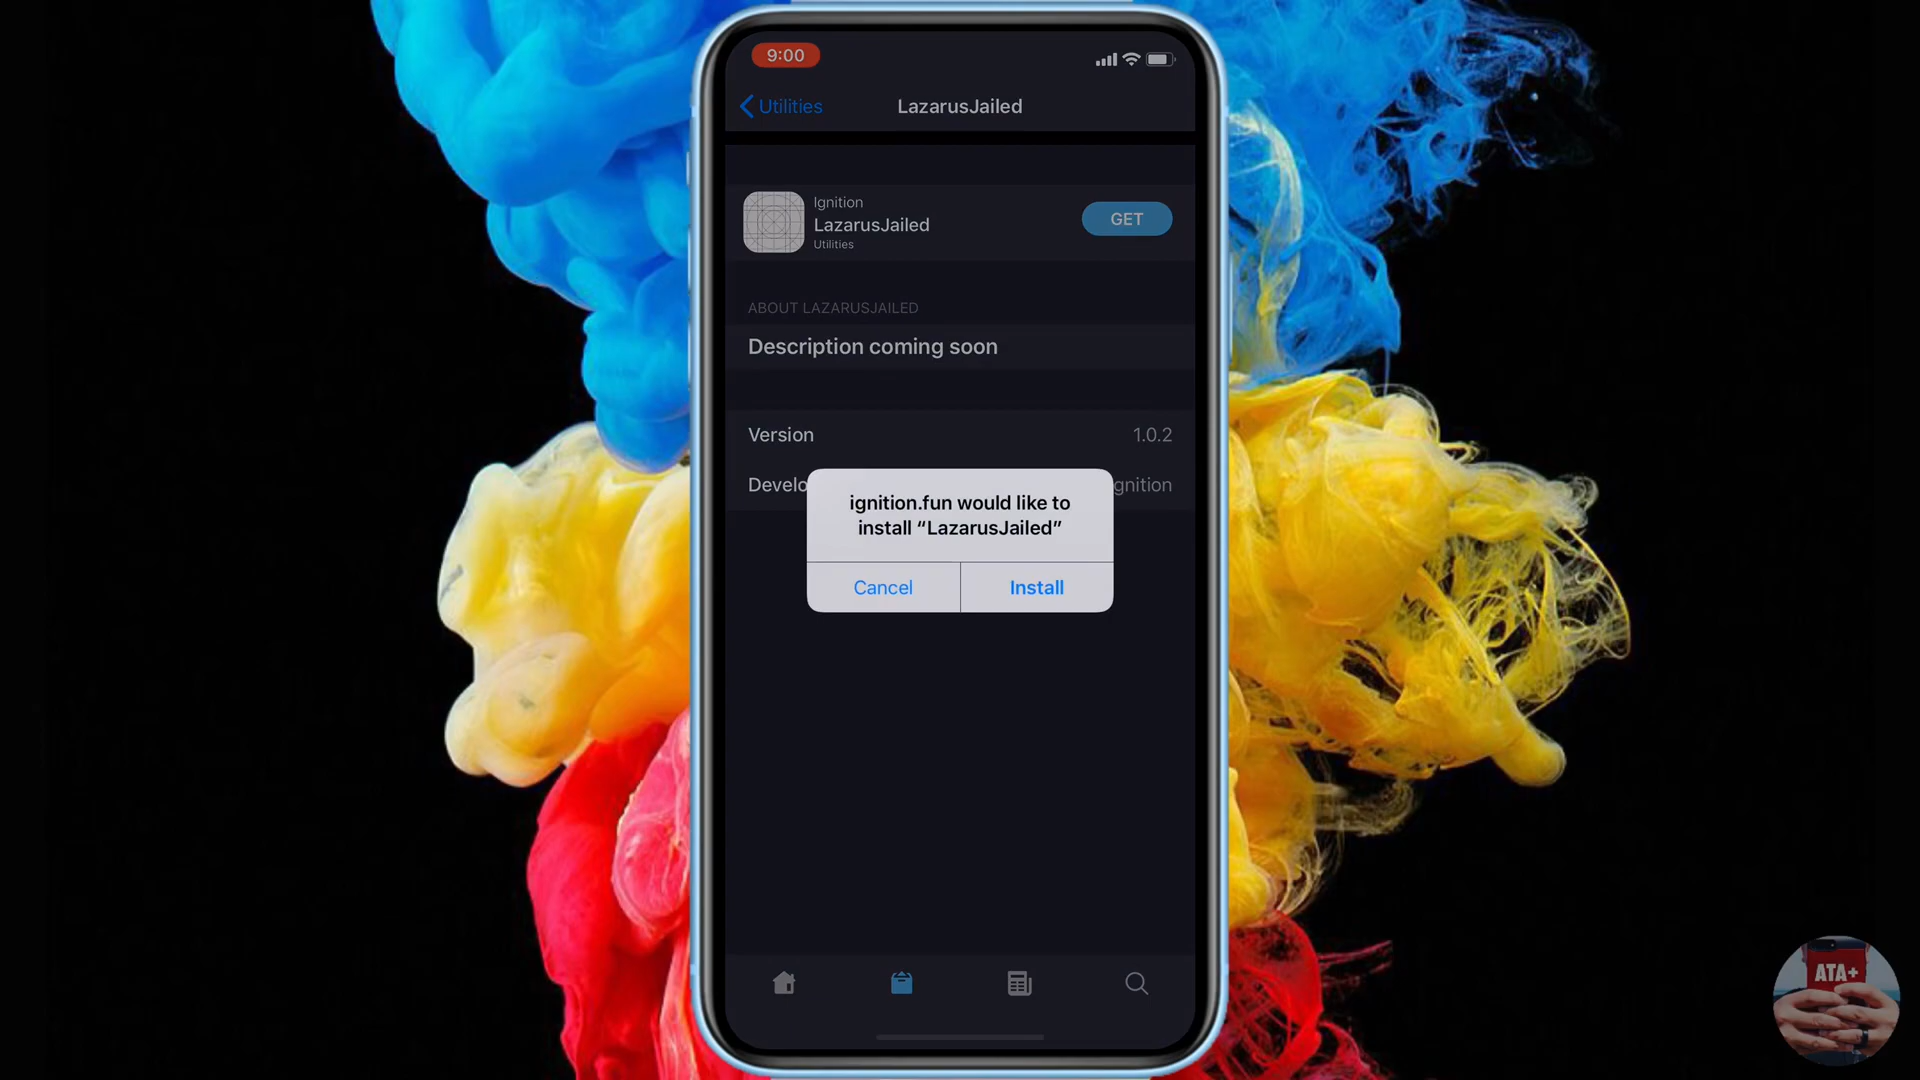 9:00
Utilities
LazarusJailed
Ignition
LazarusJailed
Utilities
GET
ABOUT LAZARUSJAILED
Description coming soon
Version
1.0.2
Develo
gnition
ignition.fun would like to
install “LazarusJailed”
Cancel
Install
ATA+